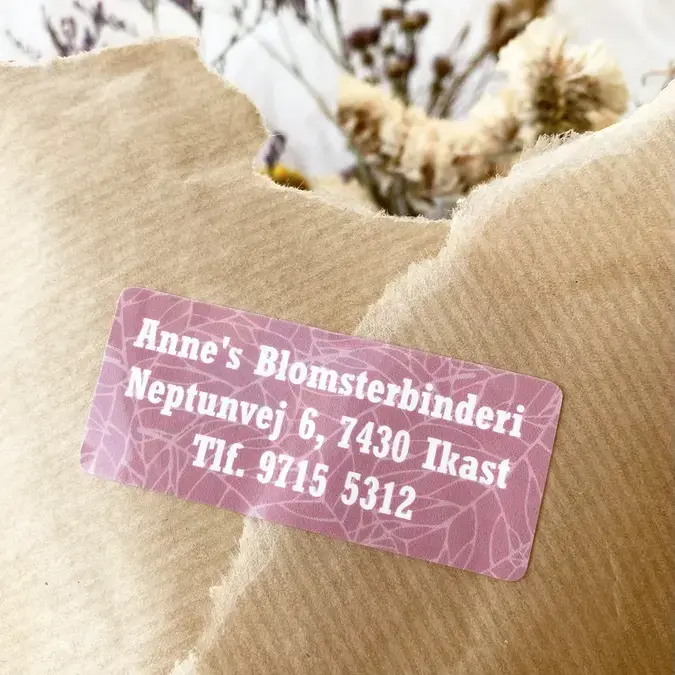 Anne's Blomsterbinderi
Neptunvej 6, 7430 Ikast
Tlf. 9715 5312